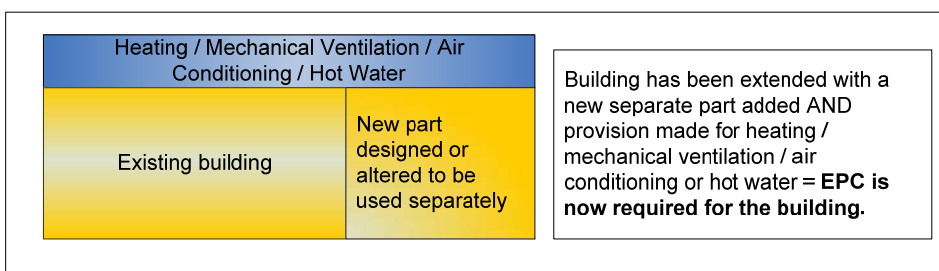 Heating / Mechanical Ventilation / Air
Conditioning / Hot Water
Existing building
New part
designed or
altered to be
used separately
Building has been extended with a
new separate part added AND
provision made for heating /
mechanical ventilation / air
conditioning or hot water = EPC is
now required for the building.